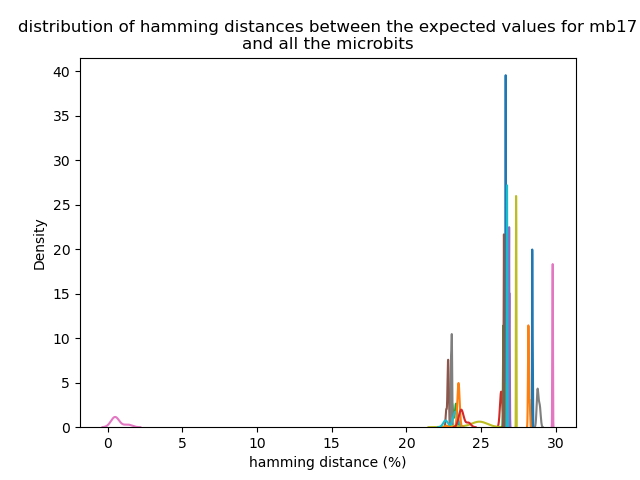 distribution of hamming distances between the expected values for mb17
and all the microbits
40
35
30
25
20
15
10
5
0
Density
0 5 10 15 20 25 30
hamming distance (%)